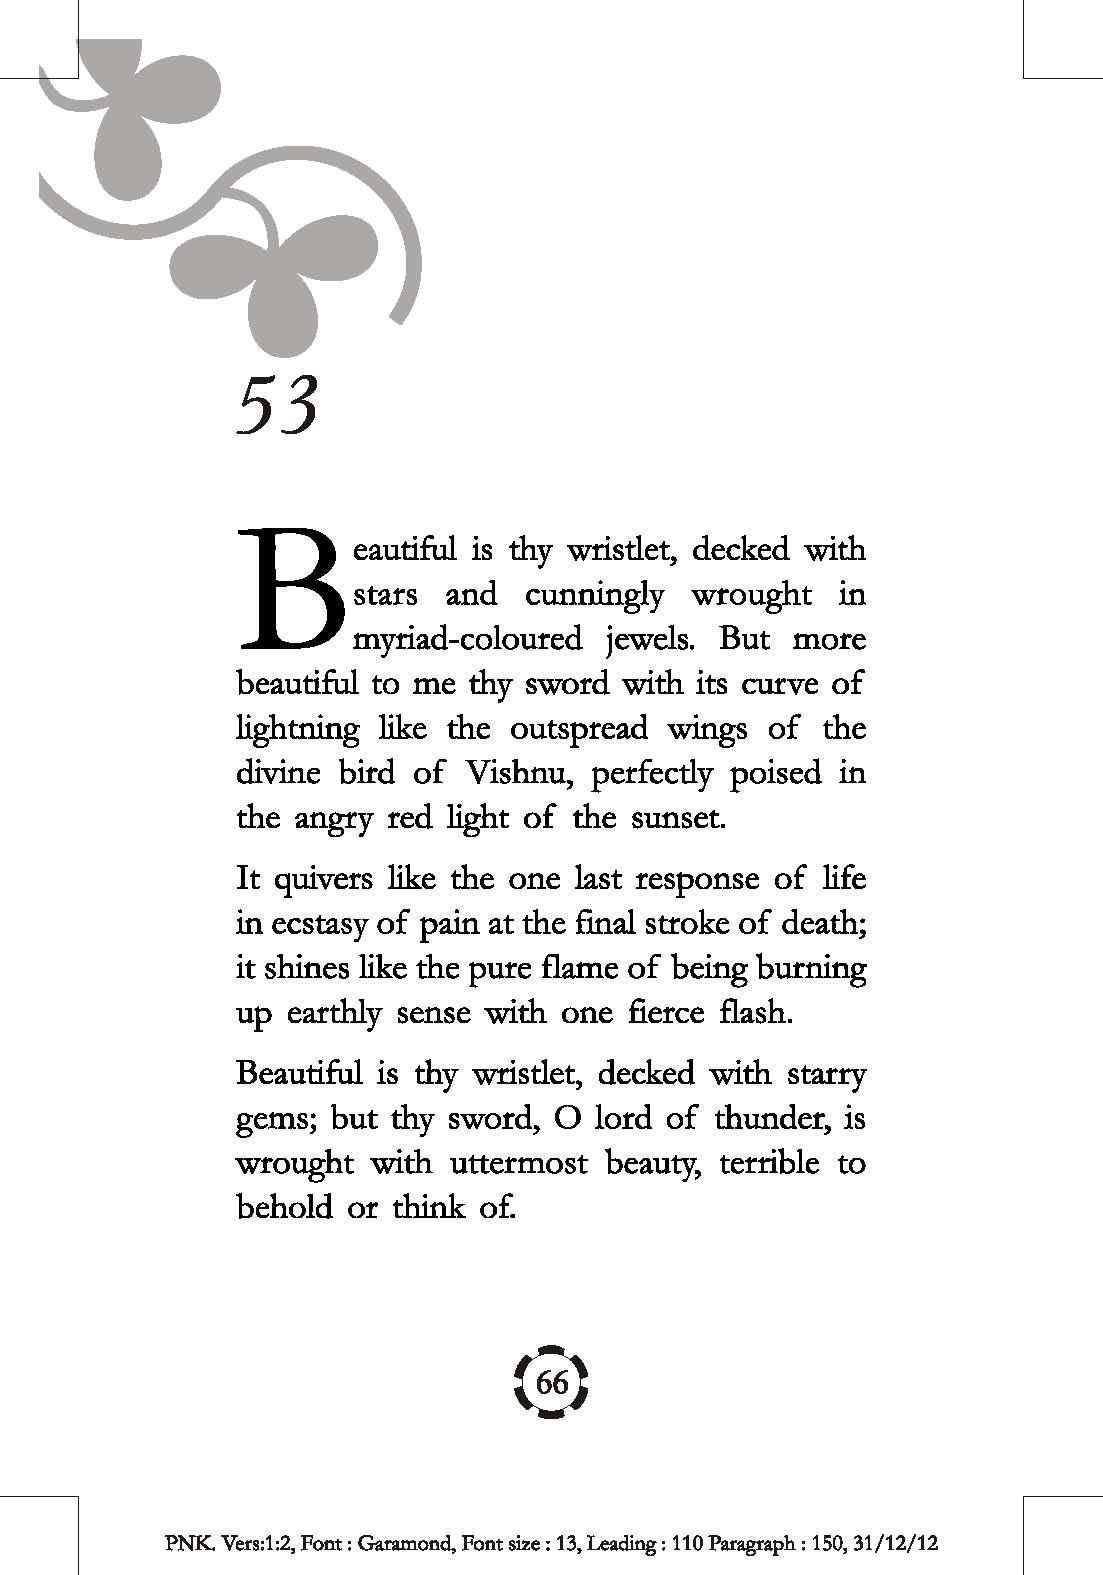 53
Beautiful is thy wristlet, decked with
stars and cunningly wrought in
myriad-coloured jewels. But more
beautiful to me thy sword with its curve of
lightning like the outspread wings of the
divine bird of Vishnu, perfectly poised in
the angry red light of the sunset.
It quivers like the one last response of life
in ecstasy of pain at the final stroke of death;
it shines like the pure flame of being burning
up earthly sense with one fierce flash.
Beautiful is thy wristlet, decked with starry
gems; but thy sword, O lord of thunder, is
wrought with uttermost beauty, terrible to
behold or think of.
66
PNK. Vers:1:2, Font : Garamond, Font size : 13, Leading : 110 Paragraph : 150, 31/12/12